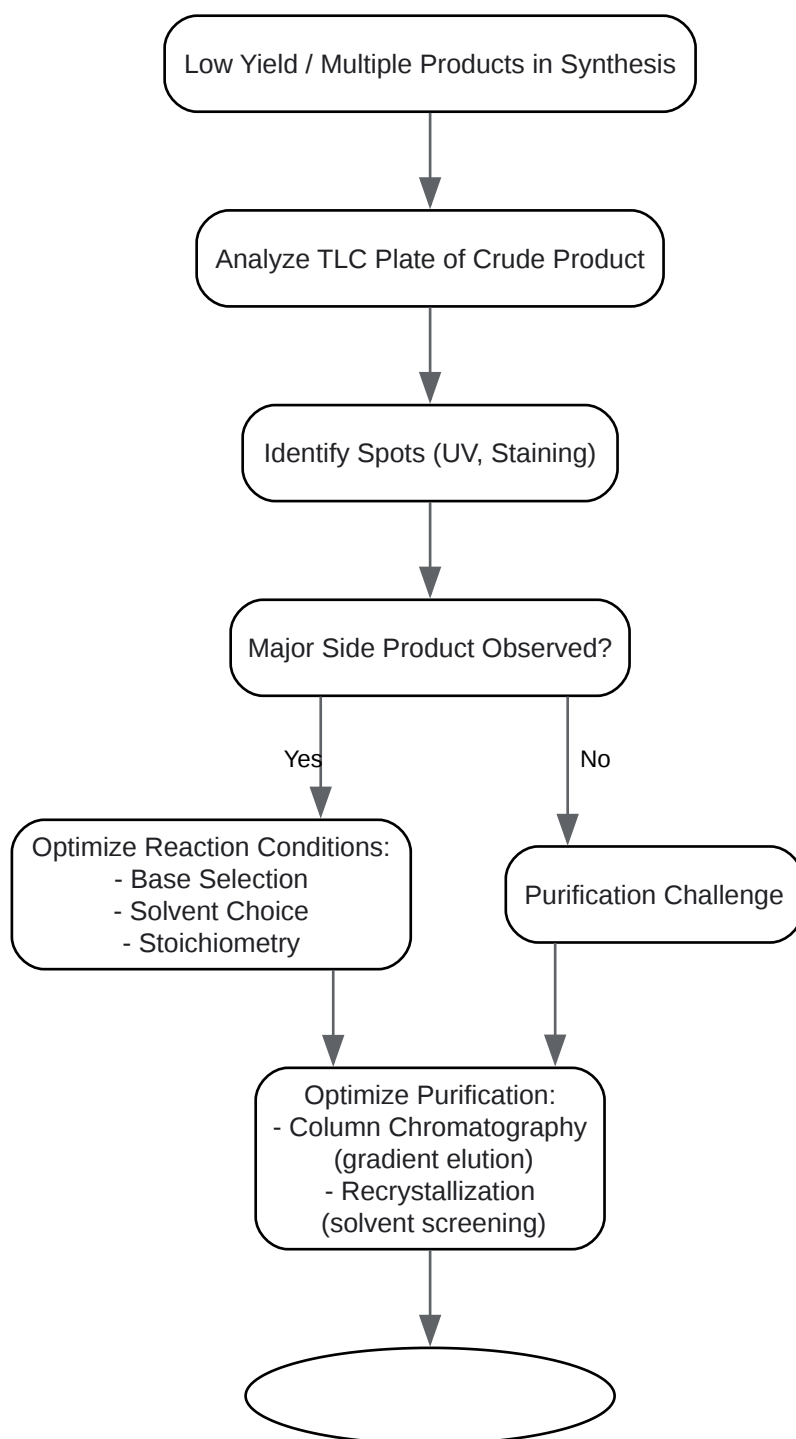 Low Yield / Multiple Products in Synthesis
Analyze TLC Plate of Crude Product
Identify Spots (UV, Staining)
Major Side Product Observed?
Yes
No
Optimize Reaction Conditions:
- Base Selection
- Solvent Choice
- Stoichiometry
Purification Challenge
Optimize Purification:
- Column Chromatography
(gradient elution)
- Recrystallization
(solvent screening)